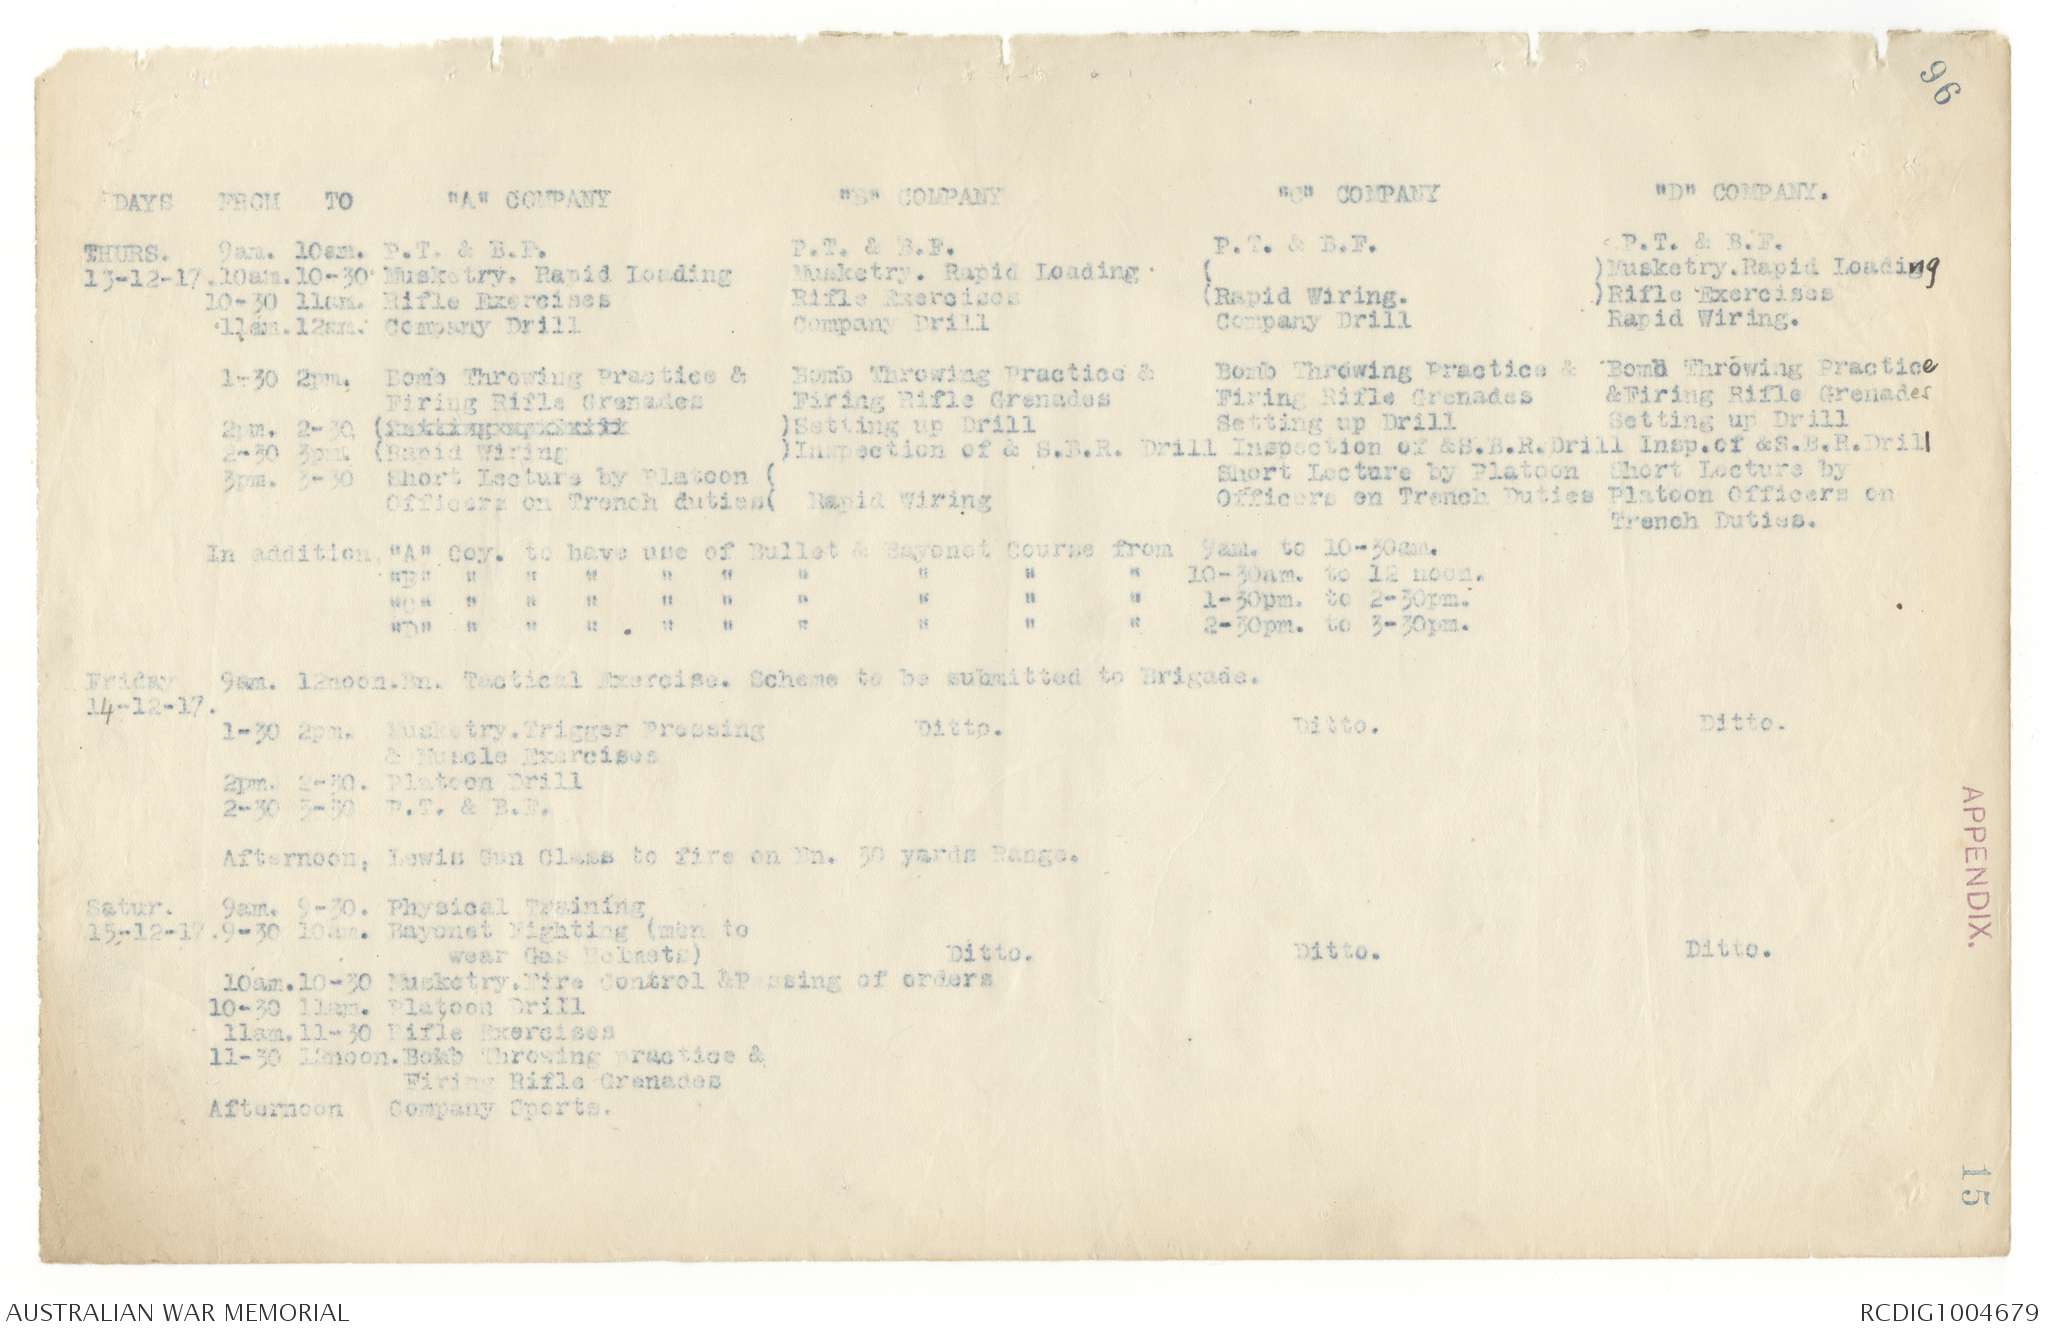 96
DAYS FROM TO "A" COMPANY "B" COMPANY "C" COMPANY "D" COMPANY.
THURS. 9am. 10am. P.T. & B.F. P.T. & B.F. P.T. & B.F. P.T. & B.F.
13-12-17. 10am. 10-30 Musketry. Rapid Loading Musketry. Rapid Loading ( )Musketry.Rapid Loading
10-30 11am. Rifle Exercises Rifle Exercises (Rapid Wiring. )Rifle Exercises
11am. 12am. Company Drill Company Drill Company Drill Rapid Wiring.
1-30 2pm. Bomb Throwing Practice & Bomb Throwing Practice & Bomb Throwing Practice & Bomb Throwing Practice
Firing Rifle Grenades Firing Rifle Grenades Firing Rifle Grenades &Firing Rifle Grenades
2pm. 2-30 ( )Setting up Drill Setting up Drill Setting up Drill
2-30 3pm. (Rapid Wiring )Inspection of & S.B.R. Drill Inspection of &S.B.R.Drill Insp.of &S.B.R.Drill
3pm. 3-30 Short Lecture by Platoon ( Short Lecture by Platoon Short Lecture by
Officers on Trench duties( Rapid Wiring Officers on Trench Duties Platoon Officers on
Trench Duties.
In addition, "A" Coy. to have use of Bullet & Bayonet Course from 9am. to 10-30am.
"B" " " " " " " " " " 10-30am. to 12 noon.
"C" " " " " " " " " " 1-30pm. to 2-30pm.
"D" " " " " " " " " " 2-30pm. to 3-30pm.
Friday 9am. 12noon.Bn. Tactical Exercise. Scheme to be submitted to Brigade.
14-12-17.
1-30 2pm. Musketry.Trigger Pressing Ditto. Ditto. Ditto.
& Muscle Exercises
2pm. 2-30. Platoon Drill
2-30 3-30 P.T. & B.F.
Afternoon, Lewis Gun Class to fire on Bn. 30 yards Range.
Satur. 9am. 9-30. Physical Training
15-12-17. 9-30 10am. Bayonet Fighting (men to
wear Gas Helmets) Ditto. Ditto. Ditto.
10am. 10-30 Musketry.Fire Control &Passing of orders
10-30 11am. Platoon Drill
11am. 11-30 Rifle Exercises
11-30 12noon.Bomb Throwing practice &
Firing Rifle Grenades
Afternoon Company Sports.
APPENDIX.
15
AUSTRALIAN WAR MEMORIAL RCDIG1004679